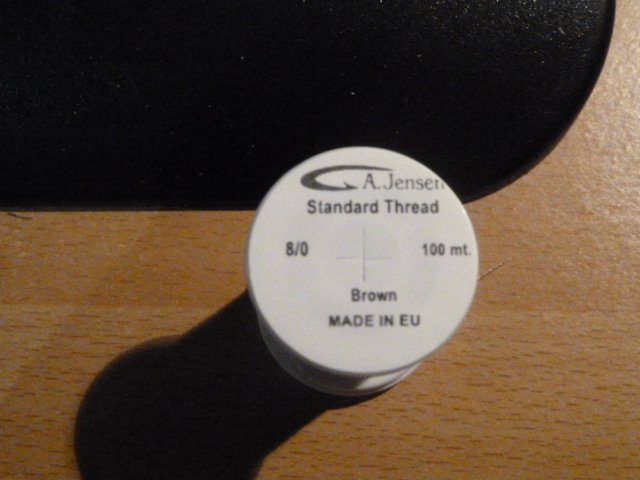 A.Jensen
Standard Thread
8/0 100 mt.
Brown
MADE IN EU